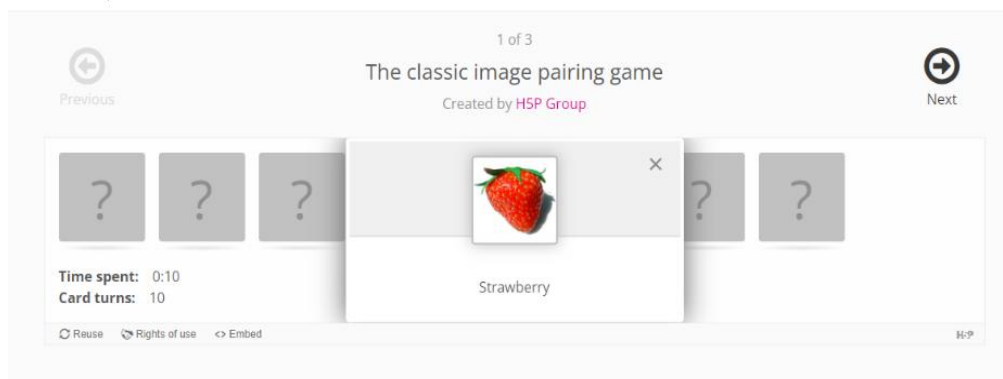 1 of 3
The classic image pairing game
Created by H5P Group
Previous
Next
? ? ? ? ?
Strawberry
Time spent: 0:10
Card turns: 10
Reuse Rights of use <> Embed
H5P